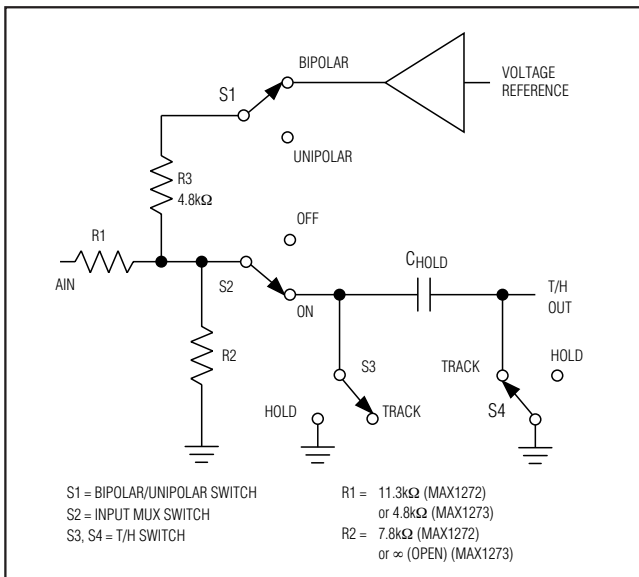 BIPOLAR
VOLTAGE
REFERENCE
S1
UNIPOLAR
R3
4.8kΩ
OFF
R1
AIN
S2
CHOLD
ON
T/H
OUT
R2
S3
TRACK
HOLD
HOLD
TRACK
S4
S1 = BIPOLAR/UNIPOLAR SWITCH
S2 = INPUT MUX SWITCH
S3, S4 = T/H SWITCH
R1 = 11.3kΩ (MAX1272)
or 4.8kΩ (MAX1273)
R2 = 7.8kΩ (MAX1272)
or ∞ (OPEN) (MAX1273)